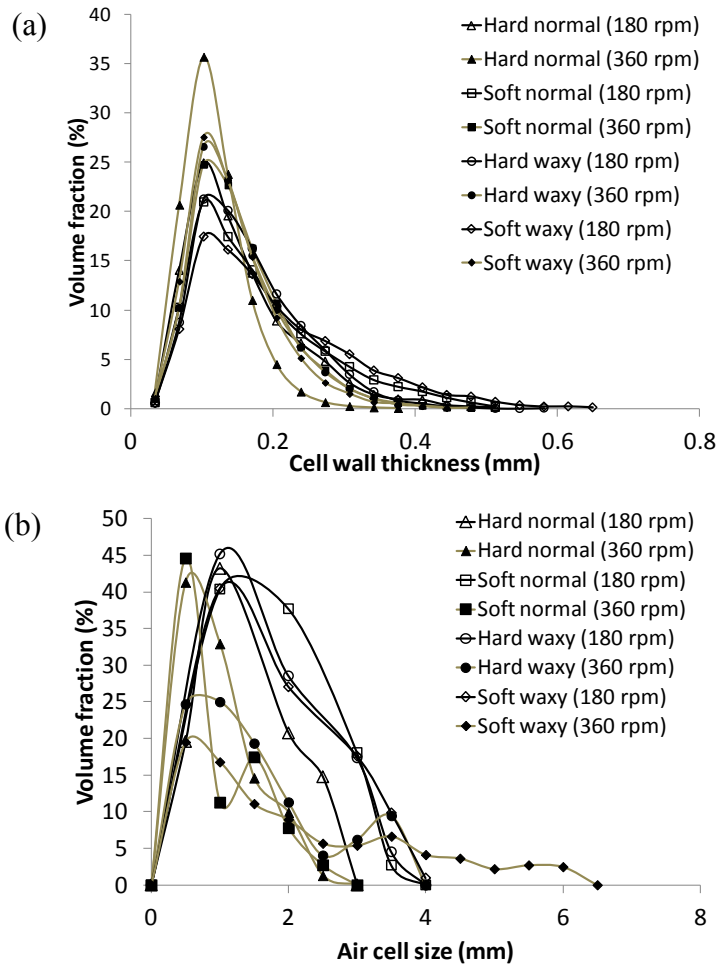 (a)
40
35
30
25
20
15
10
5
0
Volume fraction (%)
0
0.2
0.4
0.6
0.8
Cell wall thickness (mm)
Hard normal (180 rpm)
Hard normal (360 rpm)
Soft normal (180 rpm)
Soft normal (360 rpm)
Hard waxy (180 rpm)
Hard waxy (360 rpm)
Soft waxy (180 rpm)
Soft waxy (360 rpm)
(b)
50
45
40
35
30
25
20
15
10
5
0
Volume fraction (%)
0
2
4
6
8
Air cell size (mm)
Hard normal (180 rpm)
Hard normal (360 rpm)
Soft normal (180 rpm)
Soft normal (360 rpm)
Hard waxy (180 rpm)
Hard waxy (360 rpm)
Soft waxy (180 rpm)
Soft waxy (360 rpm)